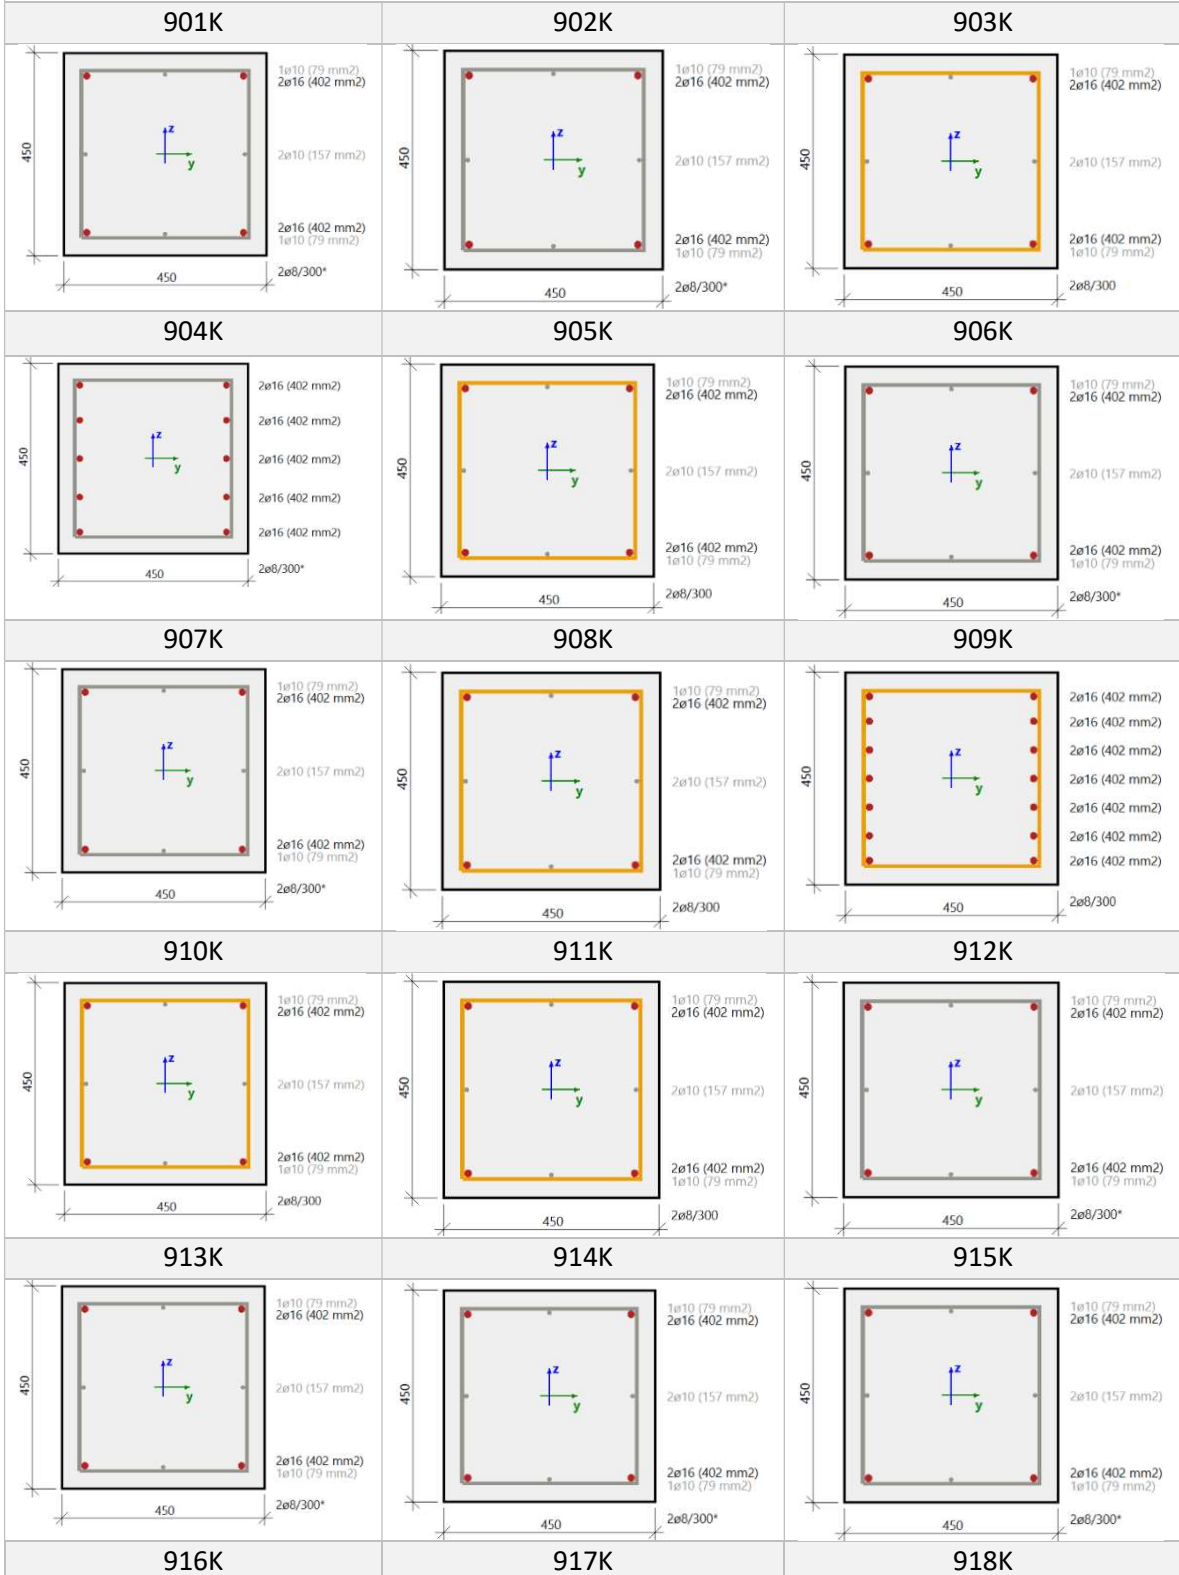 901K 902K 903K
1ø10 (79 mm2)
2ø16 (402 mm2)
z
450
y
2ø10 (157 mm2)
2ø16 (402 mm2)
1ø10 (79 mm2)
450
2ø8/300*
1ø10 (79 mm2)
2ø16 (402 mm2)
z
450
y
2ø10 (157 mm2)
2ø16 (402 mm2)
1ø10 (79 mm2)
450
2ø8/300*
1ø10 (79 mm2)
2ø16 (402 mm2)
z
450
y
2ø10 (157 mm2)
2ø16 (402 mm2)
1ø10 (79 mm2)
450
2ø8/300
904K 905K 906K
2ø16 (402 mm2)
2ø16 (402 mm2)
z
450
y
2ø16 (402 mm2)
2ø16 (402 mm2)
2ø16 (402 mm2)
450
2ø8/300*
1ø10 (79 mm2)
2ø16 (402 mm2)
z
450
y
2ø10 (157 mm2)
2ø16 (402 mm2)
1ø10 (79 mm2)
450
2ø8/300
1ø10 (79 mm2)
2ø16 (402 mm2)
z
450
y
2ø10 (157 mm2)
2ø16 (402 mm2)
1ø10 (79 mm2)
450
2ø8/300*
907K 908K 909K
1ø10 (79 mm2)
2ø16 (402 mm2)
z
450
y
2ø10 (157 mm2)
2ø16 (402 mm2)
1ø10 (79 mm2)
450
2ø8/300*
1ø10 (79 mm2)
2ø16 (402 mm2)
z
450
y
2ø10 (157 mm2)
2ø16 (402 mm2)
1ø10 (79 mm2)
450
2ø8/300
2ø16 (402 mm2)
2ø16 (402 mm2)
2ø16 (402 mm2)
z
450
y
2ø16 (402 mm2)
2ø16 (402 mm2)
2ø16 (402 mm2)
2ø16 (402 mm2)
450
2ø8/300
910K 911K 912K
1ø10 (79 mm2)
2ø16 (402 mm2)
z
450
y
2ø10 (157 mm2)
2ø16 (402 mm2)
1ø10 (79 mm2)
450
2ø8/300
1ø10 (79 mm2)
2ø16 (402 mm2)
z
450
y
2ø10 (157 mm2)
2ø16 (402 mm2)
1ø10 (79 mm2)
450
2ø8/300
1ø10 (79 mm2)
2ø16 (402 mm2)
z
450
y
2ø10 (157 mm2)
2ø16 (402 mm2)
1ø10 (79 mm2)
450
2ø8/300*
913K 914K 915K
1ø10 (79 mm2)
2ø16 (402 mm2)
z
450
y
2ø10 (157 mm2)
2ø16 (402 mm2)
1ø10 (79 mm2)
450
2ø8/300*
1ø10 (79 mm2)
2ø16 (402 mm2)
z
450
y
2ø10 (157 mm2)
2ø16 (402 mm2)
1ø10 (79 mm2)
450
2ø8/300*
1ø10 (79 mm2)
2ø16 (402 mm2)
z
450
y
2ø10 (157 mm2)
2ø16 (402 mm2)
1ø10 (79 mm2)
450
2ø8/300*
916K 917K 918K